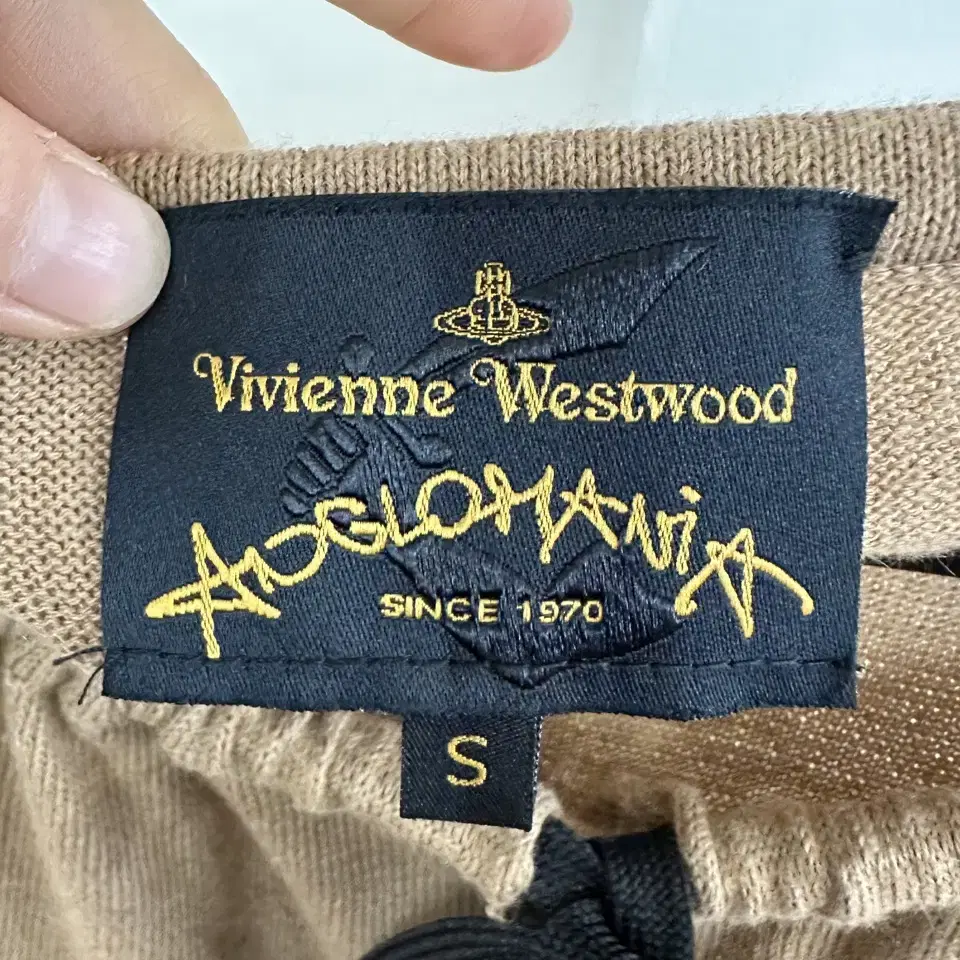 Vivienne Westwood
ANGLOMANiA
SINCE 1970
S